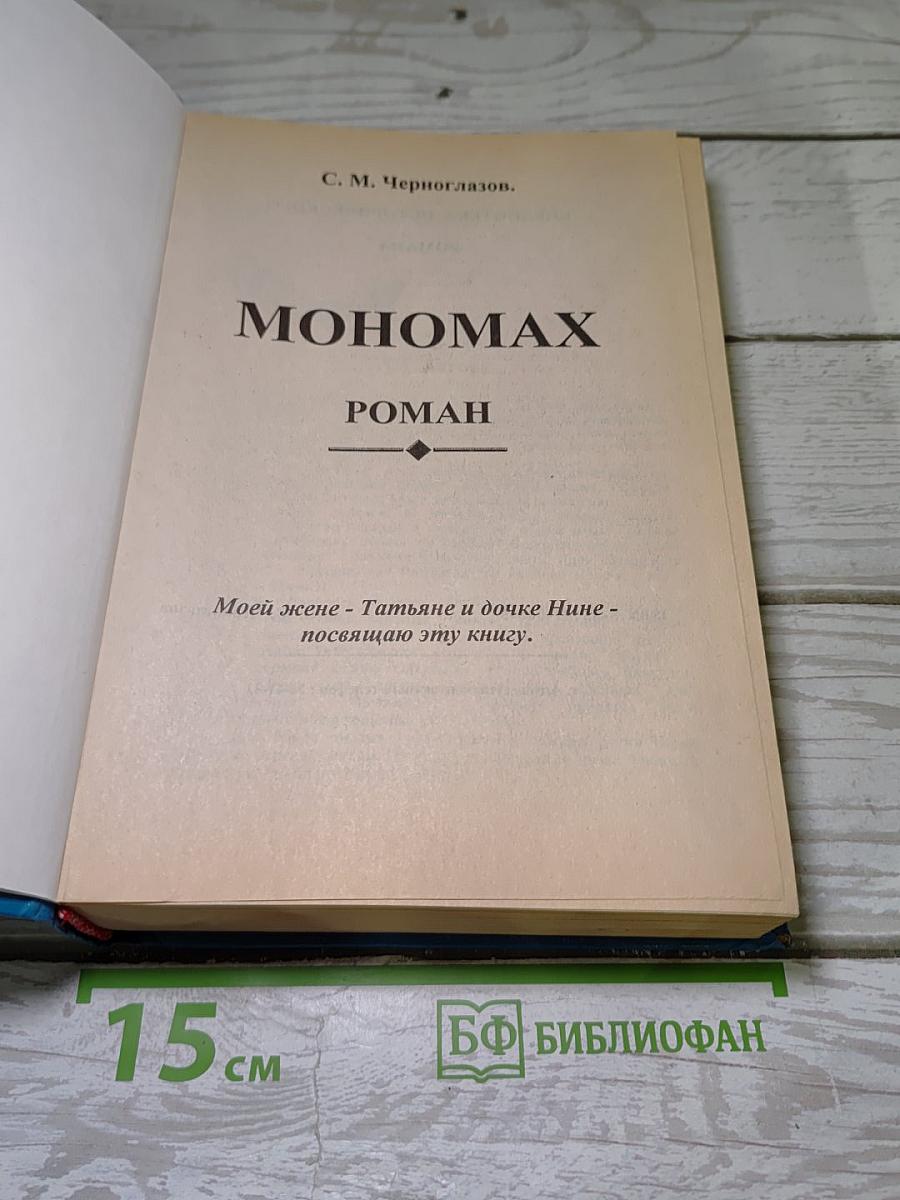 С. М. Черноглазов.
МОНОМАХ
РОМАН
Моей жене - Татьяне и дочке Нине -
посвящаю эту книгу.
15 см
БФ БИБЛИОФАН